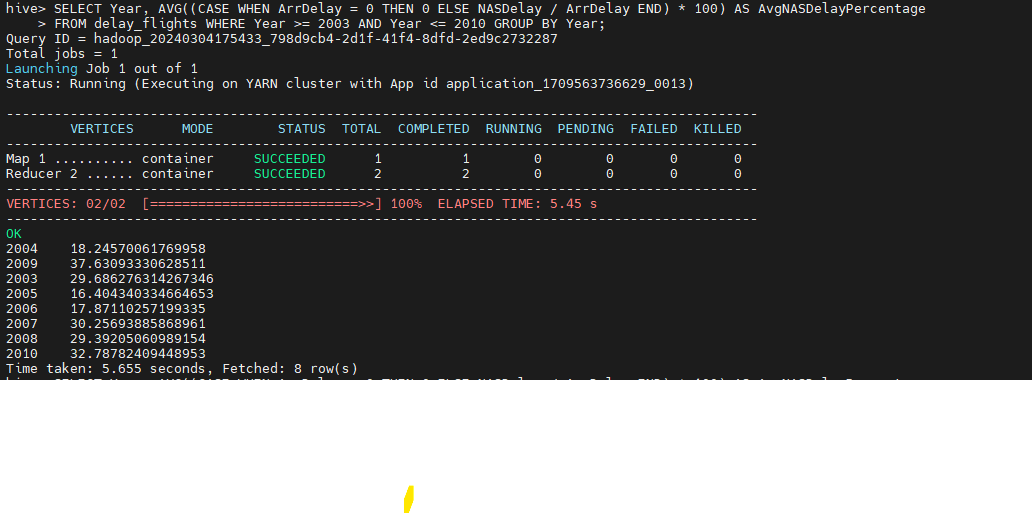 hive> SELECT Year, AVG((CASE WHEN ArrDelay = 0 THEN 0 ELSE NASDelay / ArrDelay END) * 100) AS AvgNASDelayPercentage
    > FROM delay_flights WHERE Year >= 2003 AND Year <= 2010 GROUP BY Year;
Query ID = hadoop_20240304175433_798d9cb4-2d1f-41f4-8dfd-2ed9c2732287
Total jobs = 1
Launching Job 1 out of 1
Status: Running (Executing on YARN cluster with App id application_1709563736629_0013)
----------------------------------------------------------------------------------------------
        VERTICES      MODE        STATUS  TOTAL  COMPLETED  RUNNING  PENDING  FAILED  KILLED
----------------------------------------------------------------------------------------------
Map 1 .......... container     SUCCEEDED      1          1        0        0       0       0
Reducer 2 ...... container     SUCCEEDED      2          2        0        0       0       0
----------------------------------------------------------------------------------------------
VERTICES: 02/02  [==========================>>] 100%  ELAPSED TIME: 5.45 s
----------------------------------------------------------------------------------------------
OK
2004    18.24570061769958
2009    37.63093330628511
2003    29.686276314267346
2005    16.404340334664653
2006    17.87110257199335
2007    30.25693885868961
2008    29.39205060989154
2010    32.78782409448953
Time taken: 5.655 seconds, Fetched: 8 row(s)